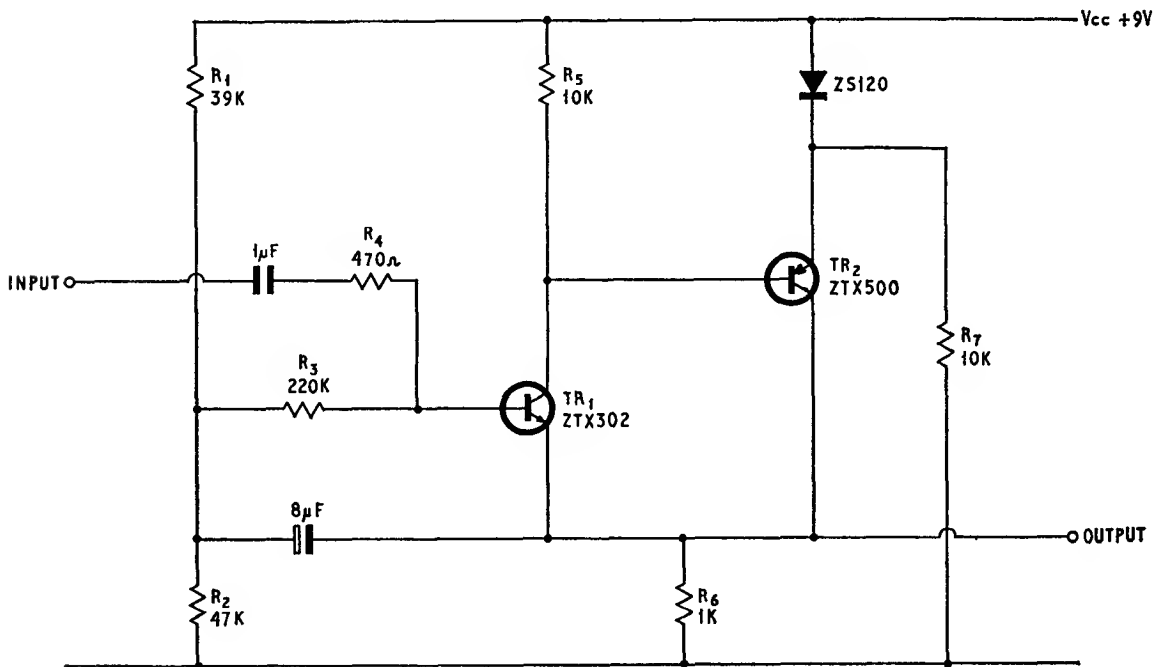 Vcc +9V
R1
39K
R5
10K
ZS120
1µF
R4
470Ω
INPUT
TR2
ZTX500
R7
10K
R3
220K
TR1
ZTX302
8µF
OUTPUT
R2
47K
R6
1K